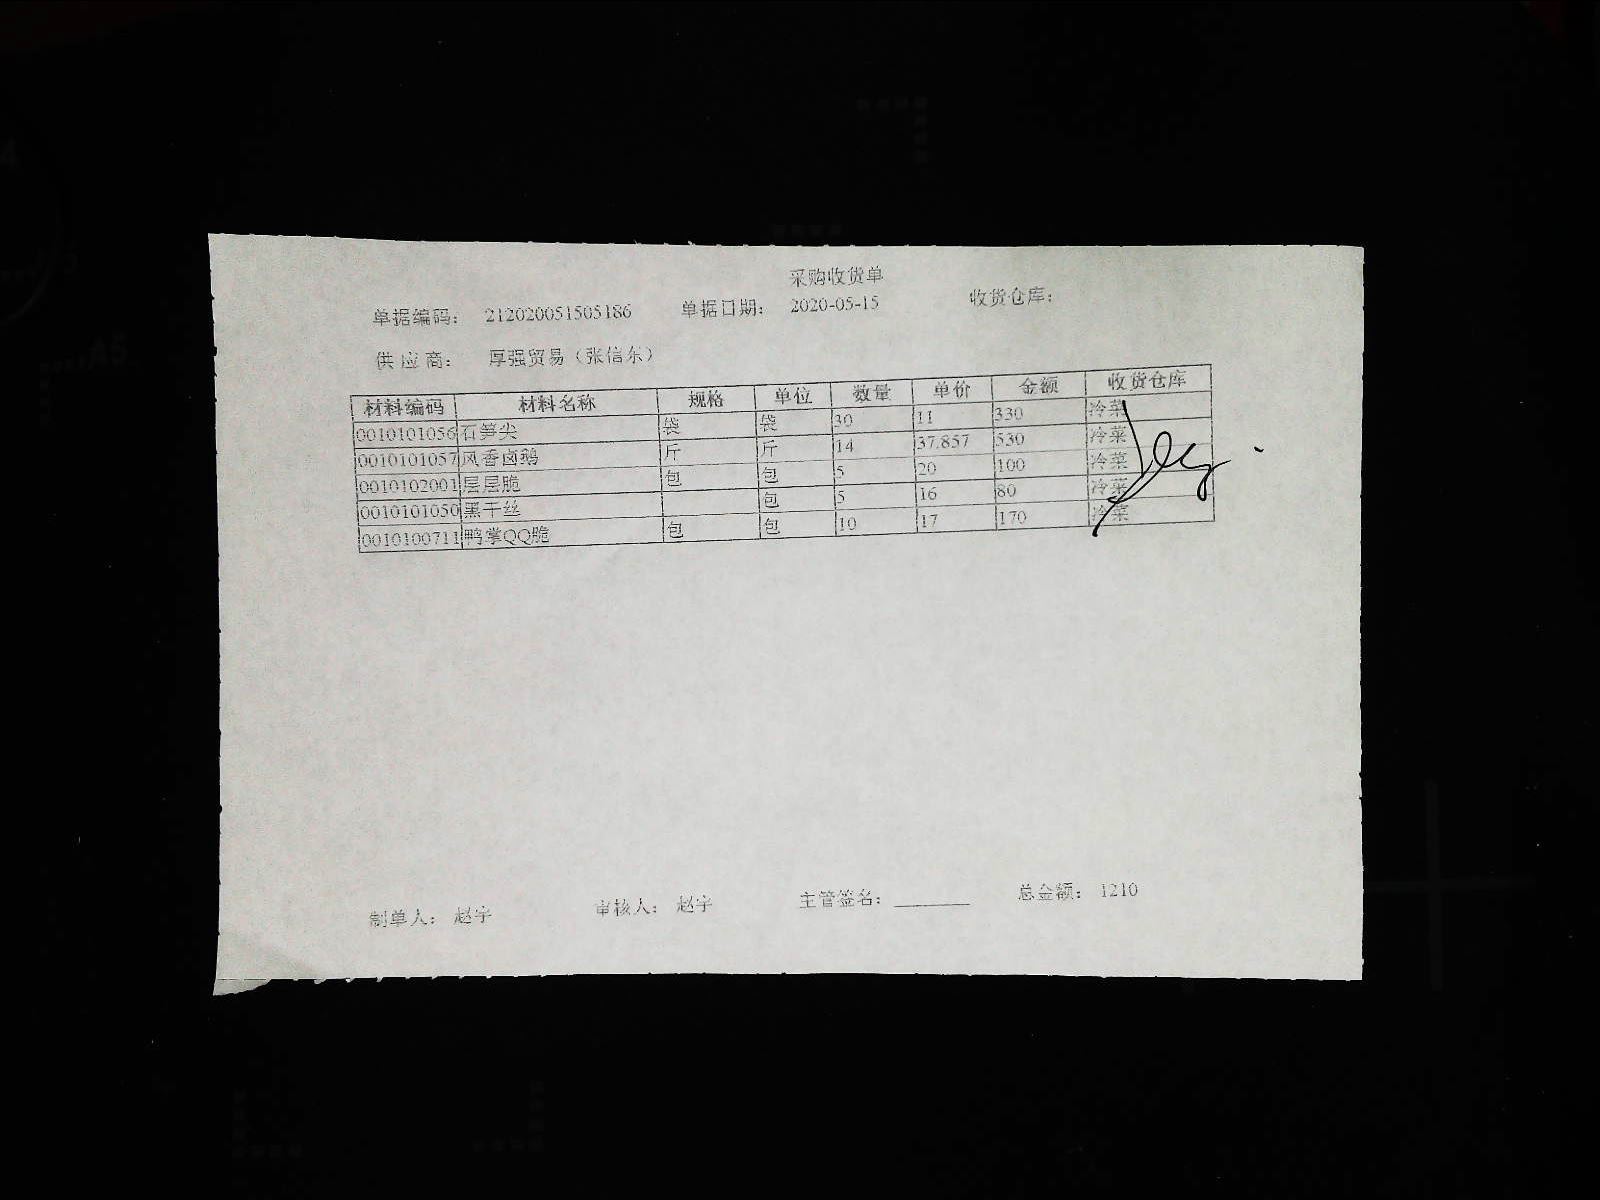 采购收货单
单据编码： 212020051505186 单据日期： 2020-05-15 收货仓库：
供应商： 厚强贸易（张信东）
材料编码 材料名称 规格 单位 数量 单价 金额 收货仓库
0010101056 石笋尖 袋 袋 30 11 330 冷菜
0010101057 风香卤鹅 斤 斤 14 37.857 530 冷菜
0010102001 层层脆 包 包 5 20 100 冷菜
0010101050 黑千丝 包 5 16 80 冷菜
0010100711 鸭掌QQ脆 包 包 10 17 170 冷菜
制单人： 赵宇 审核人： 赵宇 主管签名： 总金额： 1210